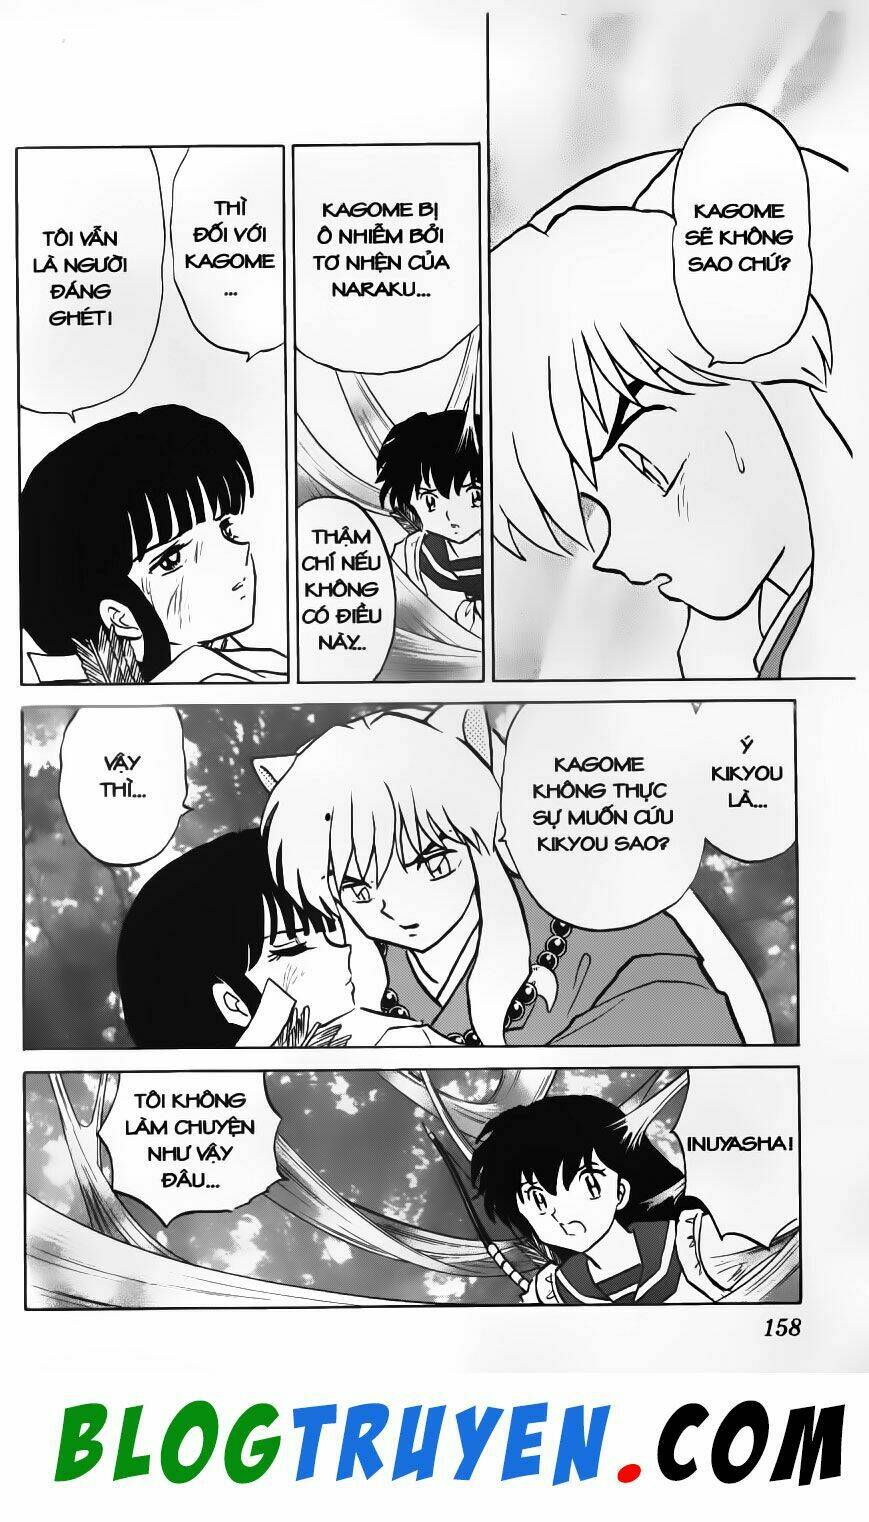 KAGOME
SẼ KHÔNG
SAO CHỨ?
KAGOME BỊ
Ô NHIỄM BỞI
TƠ NHỆN CỦA
NARAKU...
THẬM
CHÍ NẾU
KHÔNG
CÓ ĐIỀU
NÀY...
THÌ
ĐỐI VỚI
KAGOME
...
TÔI VẪN
LÀ NGƯỜI
ĐÁNG
GHÉT!
Ý
KIKYOU
LÀ...
KAGOME
KHÔNG THỰC
SỰ MUỐN CỨU
KIKYOU SAO?
VẬY
THÌ...
INUYASHA!
TÔI KHÔNG
LÀM CHUYỆN
NHƯ VẬY
ĐÂU...
158
BLOGTRUYEN.COM